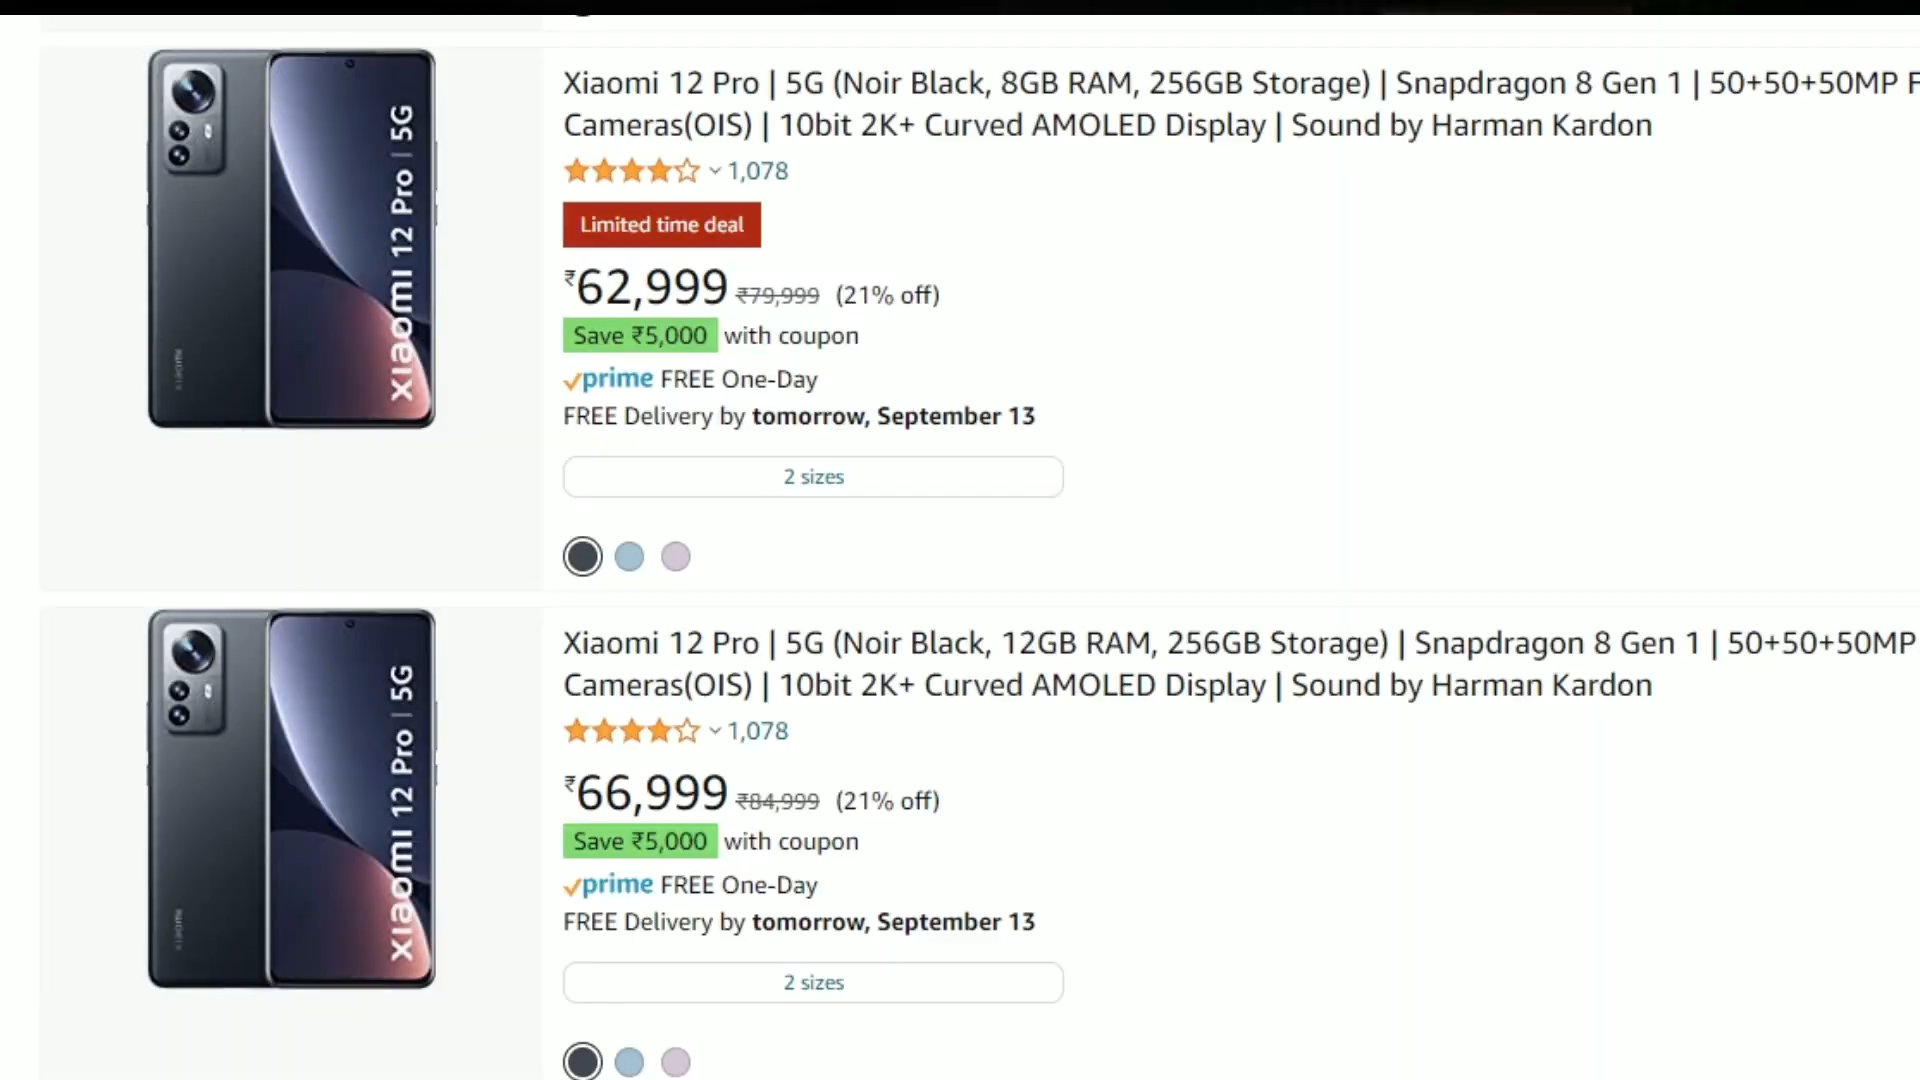 Xiaomi 12 Pro | 5G
Xiaomi 12 Pro | 5G (Noir Black, 8GB RAM, 256GB Storage) | Snapdragon 8 Gen 1 | 50+50+50MP F
Cameras(OIS) | 10bit 2K+ Curved AMOLED Display | Sound by Harman Kardon
1,078
Limited time deal
₹62,999 ₹79,999 (21% off)
Save ₹5,000 with coupon
prime FREE One-Day
FREE Delivery by tomorrow, September 13
2 sizes
Xiaomi 12 Pro | 5G
Xiaomi 12 Pro | 5G (Noir Black, 12GB RAM, 256GB Storage) | Snapdragon 8 Gen 1 | 50+50+50MP
Cameras(OIS) | 10bit 2K+ Curved AMOLED Display | Sound by Harman Kardon
1,078
₹66,999 ₹84,999 (21% off)
Save ₹5,000 with coupon
prime FREE One-Day
FREE Delivery by tomorrow, September 13
2 sizes